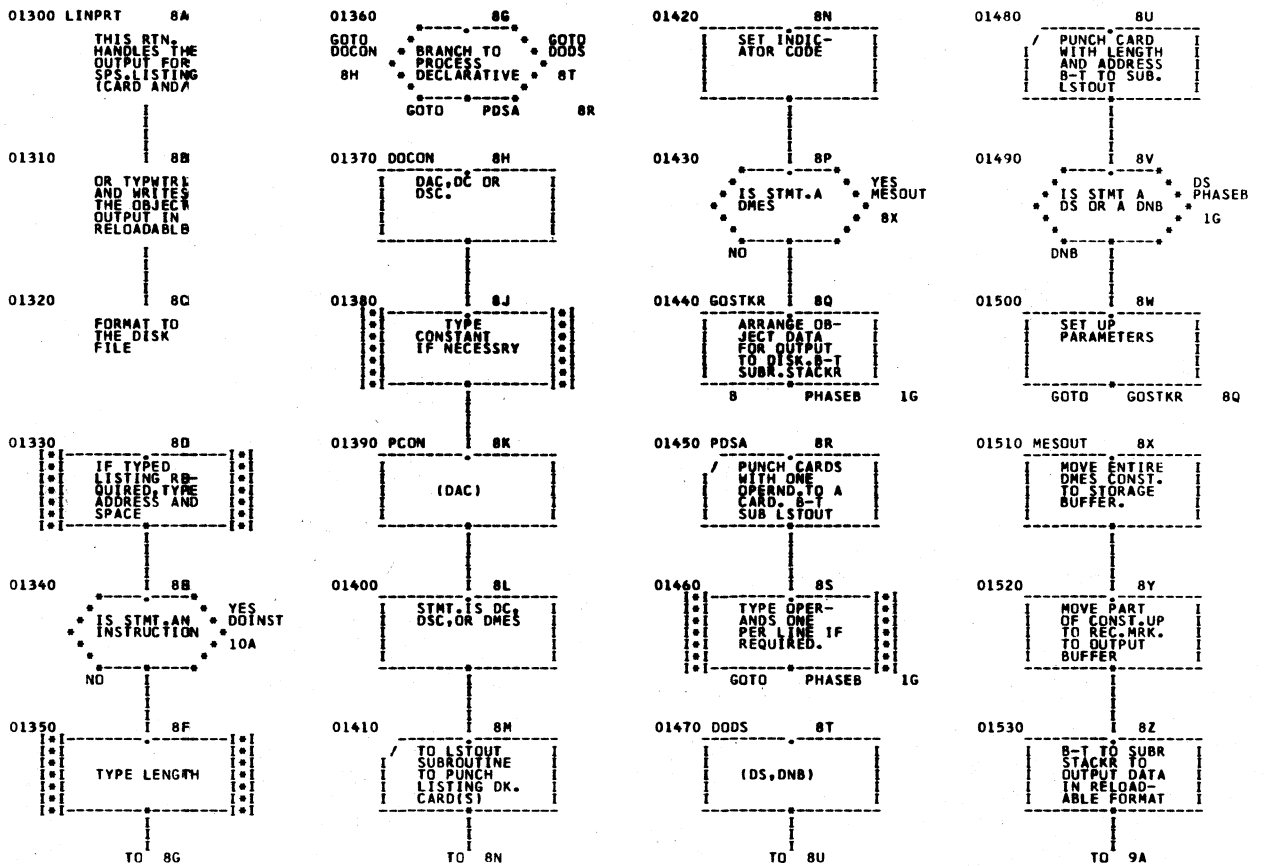 01300 LINPRT 8A
THIS RTN.
HANDLES THE
OUTPUT FOR
SPS.LISTING
(CARD AND/
01310 8B
OR TYPWTRI
AND WRITES
THE OBJECT
OUTPUT IN
RELOADABLB
01320 8C
FORMAT TO
THE DISK
FILE
01330 8D
IF TYPED
LISTING RB-
QUIRED,TYPE
ADDRESS AND
SPACE
01340 8B
IS STMT.AN
INSTRUCTION
YES
DOINST
10A
NO
01350 8F
TYPE LENGTH
TO 8G
01360 8G
GOTO
DOCON
8H
BRANCH TO
PROCESS
DECLARATIVE
GOTO
DODS
8T
GOTO PDSA 8R
01370 DOCON 8H
DAC,DC OR
DSC.
01380 8J
TYPE
CONSTANT
IF NECESSRY
01390 PCON 8K
(DAC)
01400 8L
STMT.IS DC,
DSC,OR DMES
01410 8M
/ TO LSTOUT
SUBROUTINE
TO PUNCH
LISTING DK.
CARD(S)
TO 8N
01420 8N
SET INDIC-
ATOR CODE
01430 8P
IS STMT.A
DMES
YES
MESOUT
8X
NO
01440 GOSTKR 8Q
ARRANGE OB-
JECT DATA
FOR OUTPUT
TO DISK.B-T
SUBR.STACKR
B PHASEB 1G
01450 PDSA 8R
/ PUNCH CARDS
WITH ONE
OPERND.TO A
CARD. B-T
SUB LSTOUT
01460 8S
TYPE OPER-
ANDS ONE
PER LINE IF
REQUIRED.
GOTO PHASEB 1G
01470 DODS 8T
(DS,DNB)
TO 8U
01480 8U
/ PUNCH CARD
WITH LENGTH
AND ADDRESS
B-T TO SUB.
LSTOUT
01490 8V
IS STMT A
DS OR A DNB
DS
PHASEB
1G
DNB
01500 8W
SET UP
PARAMETERS
GOTO GOSTKR 8Q
01510 MESOUT 8X
MOVE ENTIRE
DMES CONST.
TO STORAGE
BUFFER.
01520 8Y
MOVE PART
OF CONST.UP
TO REC.MRK.
TO OUTPUT
BUFFER
01530 8Z
B-T TO SUBR
STACKR TO
OUTPUT DATA
IN RELOAD-
ABLE FORMAT
TO 9A